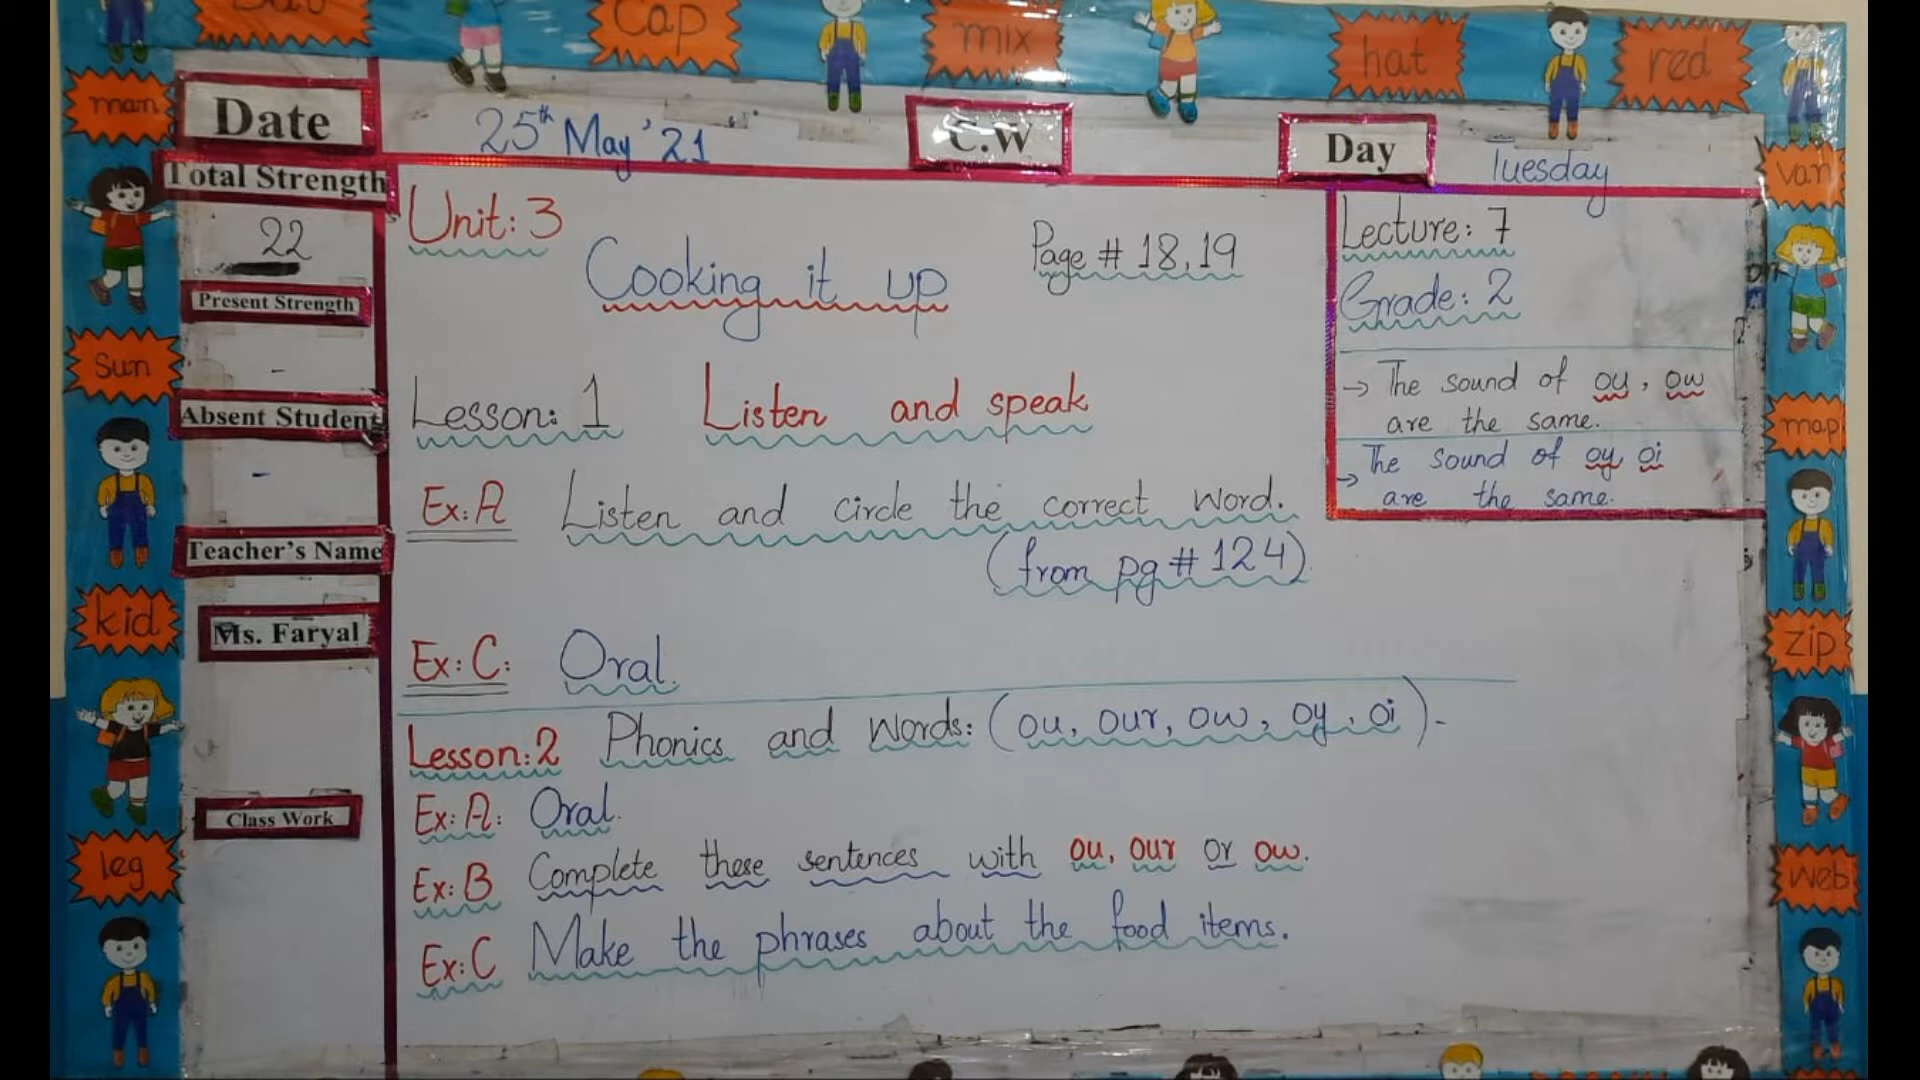 Cap
mix
hat
red
man
Date
25th May '21
C.W
Day
Tuesday
van
Total Strength
22
Present Strength
-
Absent Student
-
Teacher's Name
Ms. Faryal
Class Work
Sun
kid
leg
Unit: 3
Cooking it up
Page # 18,19
Lecture: 7
Grade: 2
→ The sound of ou, ow
are the same.
→ The sound of oy, oi
are the same.
Lesson: 1 Listen and speak
Ex: A Listen and circle the correct word.
(from pg # 124)
Ex: C: Oral.
Lesson: 2 Phonics and Words: (ou, our, ow, oy, oi).
Ex: A: Oral.
Ex: B Complete these sentences with ou, our or ow.
Ex: C Make the phrases about the food items.
map
zip
web